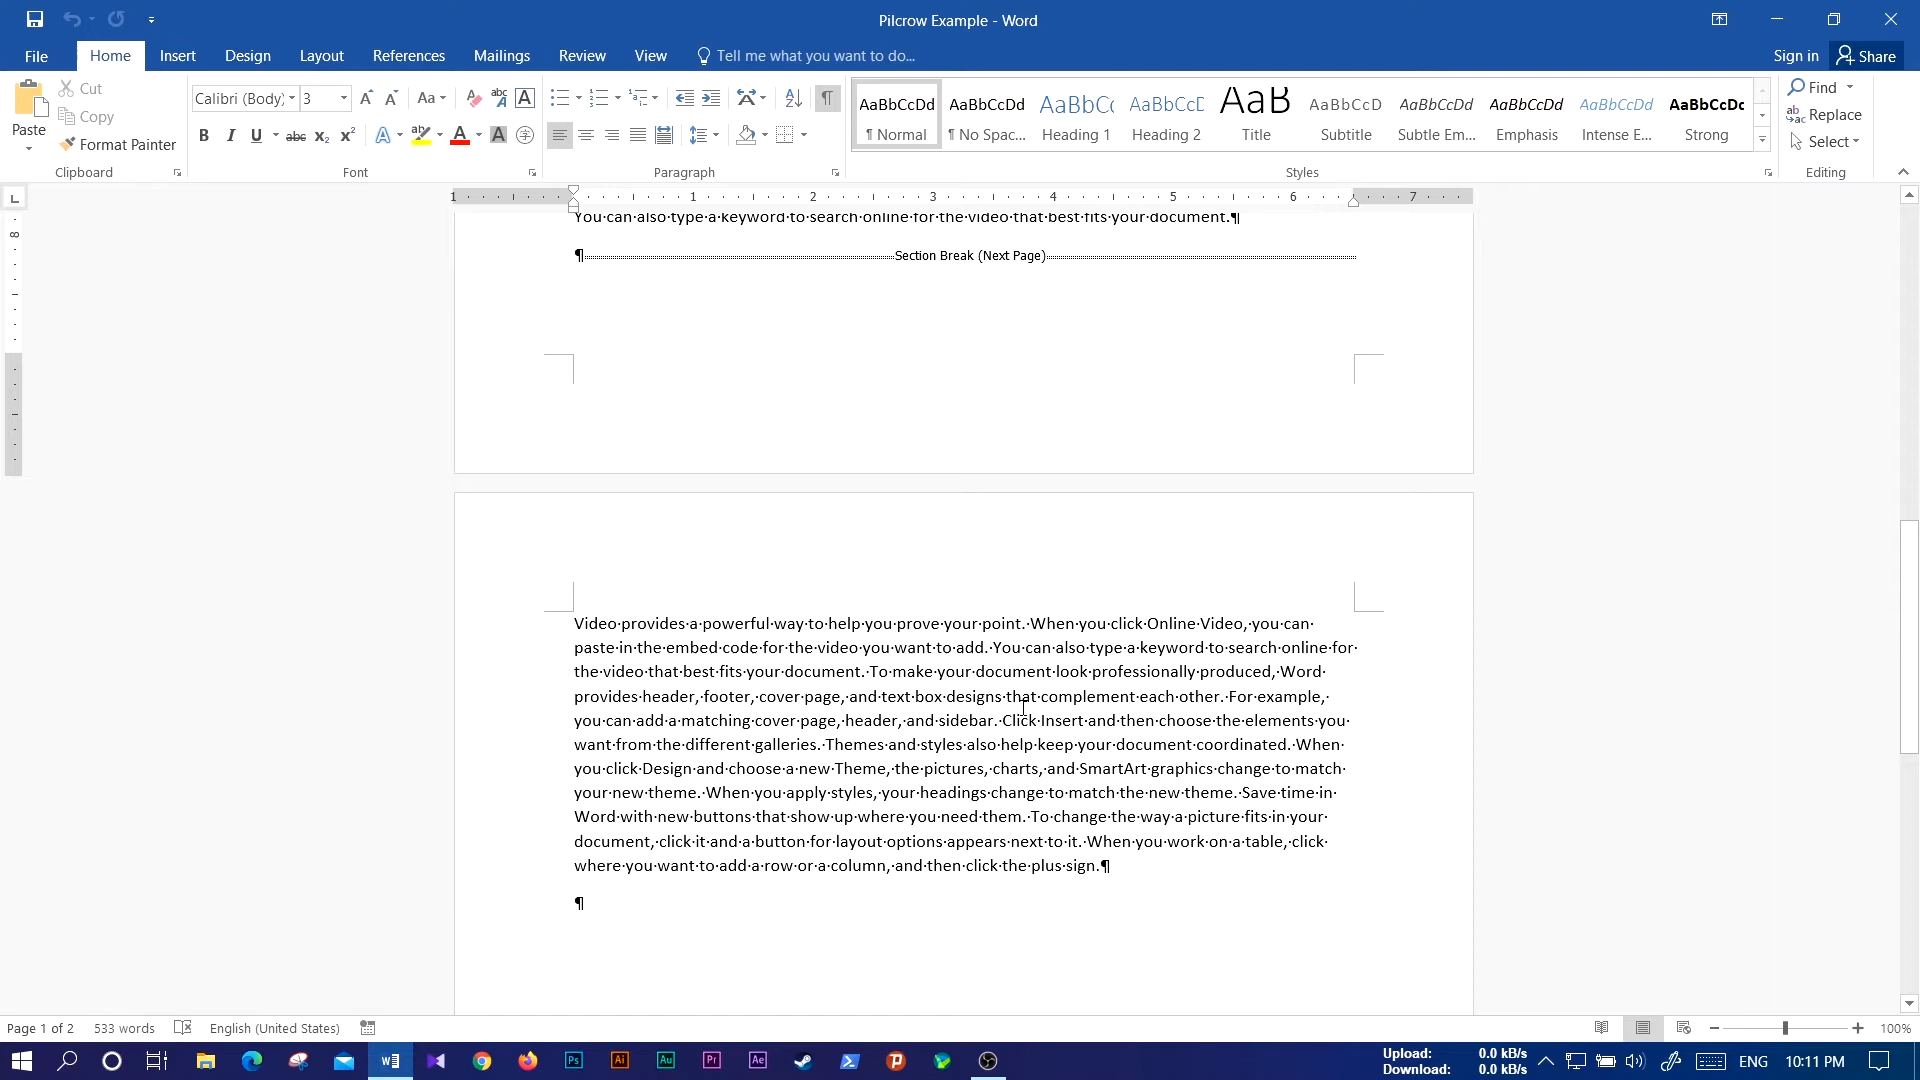 Pilcrow Example - Word
File Home Insert Design Layout References Mailings Review View Tell me what you want to do... Sign in Share
Paste
Cut
Copy
Format Painter
Clipboard
Calibri (Body) 3
Font
Paragraph
AaBbCcDd AaBbCcDd AaBbCc AaBbCcD AaB AaBbCcD AaBbCcDd AaBbCcDd AaBbCcDd AaBbCcDc
¶ Normal ¶ No Spac... Heading 1 Heading 2 Title Subtitle Subtle Em... Emphasis Intense E... Strong
Styles
Find
Replace
Select
Editing
1 1 2 3 4 5 6 7
8
You·can·also·type·a·keyword·to·search·online·for·the·video·that·best·fits·your·document.¶
¶ Section Break (Next Page)
Video·provides·a·powerful·way·to·help·you·prove·your·point.·When·you·click·Online·Video,·you·can·
paste·in·the·embed·code·for·the·video·you·want·to·add.·You·can·also·type·a·keyword·to·search·online·for·
the·video·that·best·fits·your·document.·To·make·your·document·look·professionally·produced,·Word·
provides·header,·footer,·cover·page,·and·text·box·designs·that·complement·each·other.·For·example,·
you·can·add·a·matching·cover·page,·header,·and·sidebar.·Click·Insert·and·then·choose·the·elements·you·
want·from·the·different·galleries.·Themes·and·styles·also·help·keep·your·document·coordinated.·When·
you·click·Design·and·choose·a·new·Theme,·the·pictures,·charts,·and·SmartArt·graphics·change·to·match·
your·new·theme.·When·you·apply·styles,·your·headings·change·to·match·the·new·theme.·Save·time·in·
Word·with·new·buttons·that·show·up·where·you·need·them.·To·change·the·way·a·picture·fits·in·your·
document,·click·it·and·a·button·for·layout·options·appears·next·to·it.·When·you·work·on·a·table,·click·
where·you·want·to·add·a·row·or·a·column,·and·then·click·the·plus·sign.¶
¶
Page 1 of 2 533 words English (United States) 100%
Upload: 0.0 kB/s
Download: 0.0 kB/s
ENG 10:11 PM